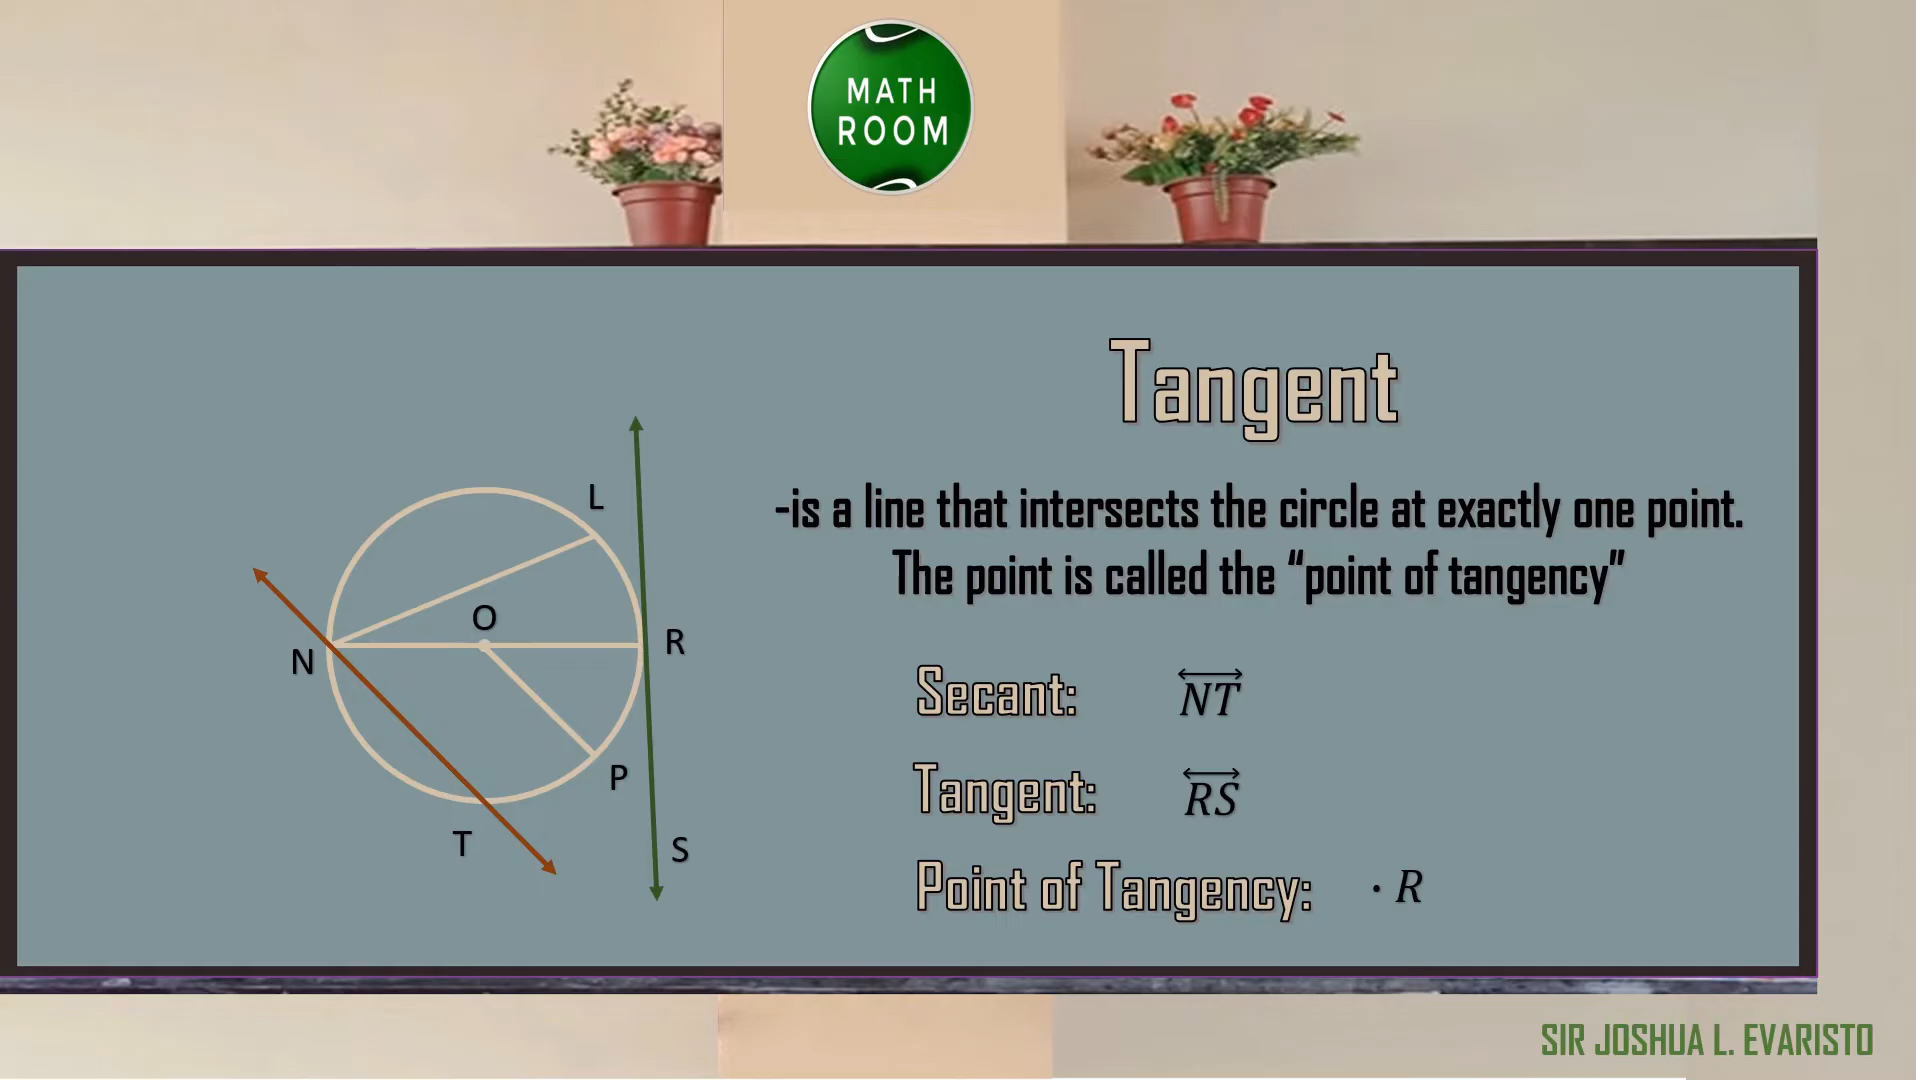 MATH
ROOM
Tangent
-is a line that intersects the circle at exactly one point.
The point is called the “point of tangency”
L
O
N
R
P
T
S
Secant: NT
Tangent: RS
Point of Tangency: · R
SIR JOSHUA L. EVARISTO